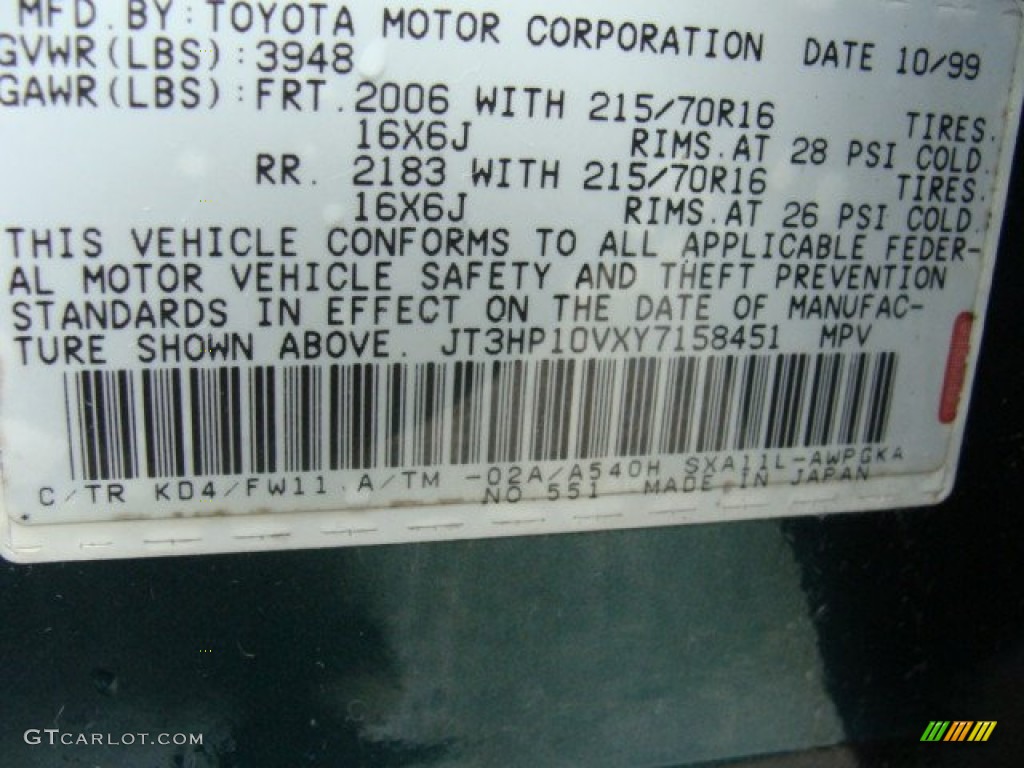 MFD. BY: TOYOTA MOTOR CORPORATION DATE 10/99
GVWR(LBS): 3948
GAWR(LBS): FRT. 2006 WITH 215/70R16 TIRES.
16X6J RIMS. AT 28 PSI COLD.
RR. 2183 WITH 215/70R16 TIRES.
16X6J RIMS. AT 26 PSI COLD.
THIS VEHICLE CONFORMS TO ALL APPLICABLE FEDER-
AL MOTOR VEHICLE SAFETY AND THEFT PREVENTION
STANDARDS IN EFFECT ON THE DATE OF MANUFAC-
TURE SHOWN ABOVE. JT3HP10VXY7158451 MPV
C/TR KD4/FW11. A/TM -02A/A540H SXA11L-AWPGKA
NO 551 MADE IN JAPAN
GTCARLOT.COM